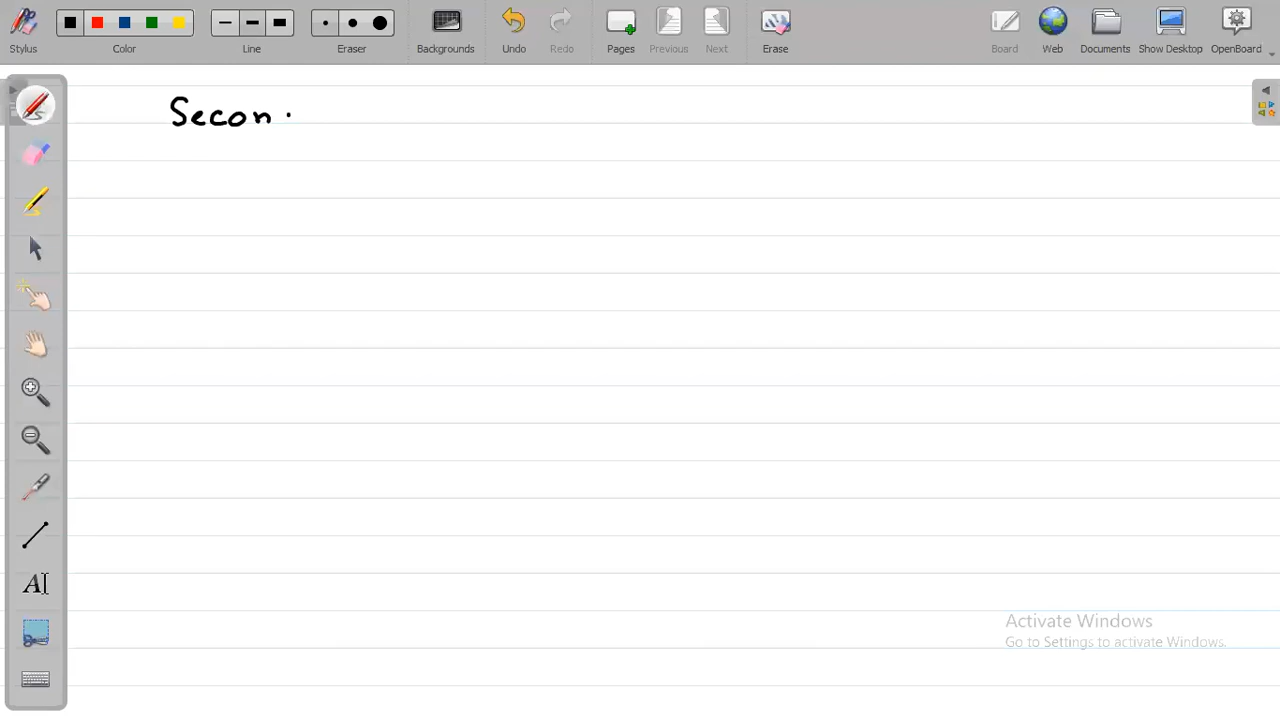 Stylus
Color
Line
Eraser
Backgrounds
Undo
Redo
Pages
Previous
Next
Erase
Board
Web
Documents
Show Desktop
OpenBoard
Secon
A
Activate Windows
Go to Settings to activate Windows.